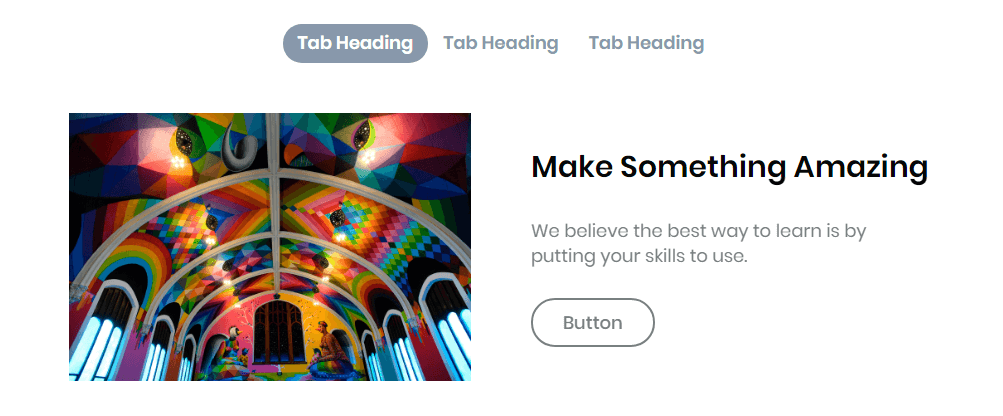 Tab Heading Tab Heading Tab Heading
Make Something Amazing
We believe the best way to learn is by
putting your skills to use.
Button